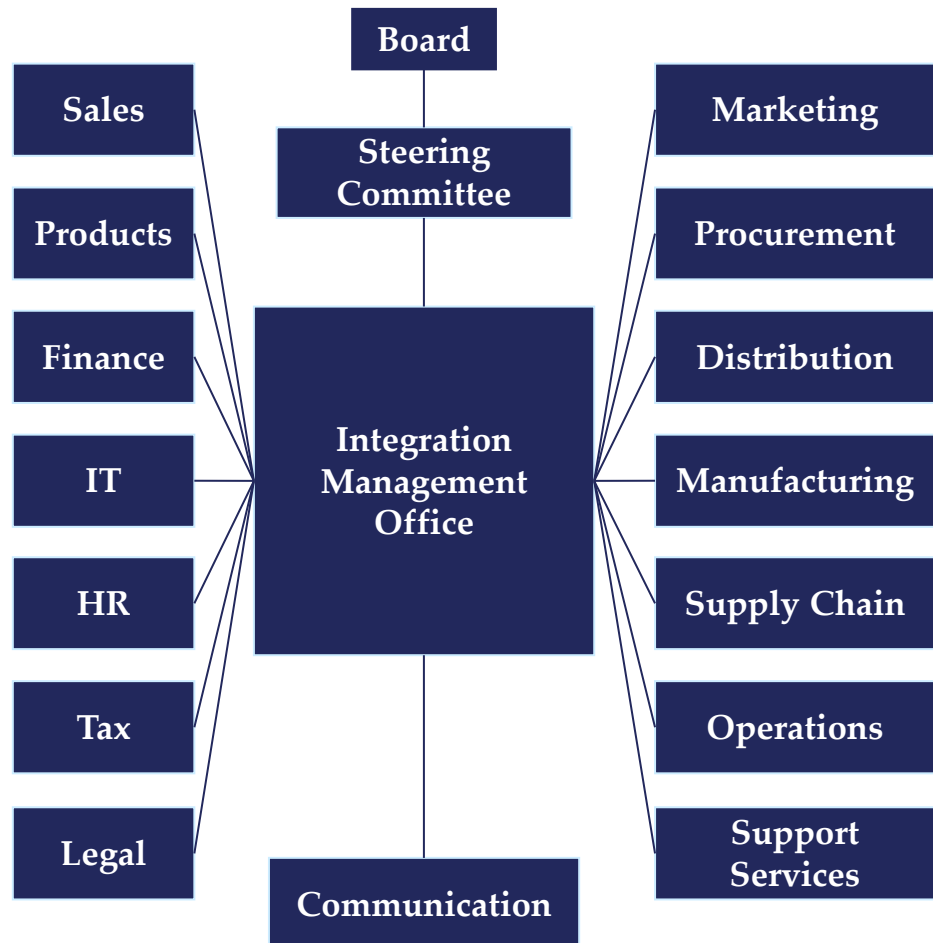 Board
Steering
Committee
Sales
Products
Finance
IT
HR
Tax
Legal
Integration
Management
Office
Marketing
Procurement
Distribution
Manufacturing
Supply Chain
Operations
Support
Services
Communication